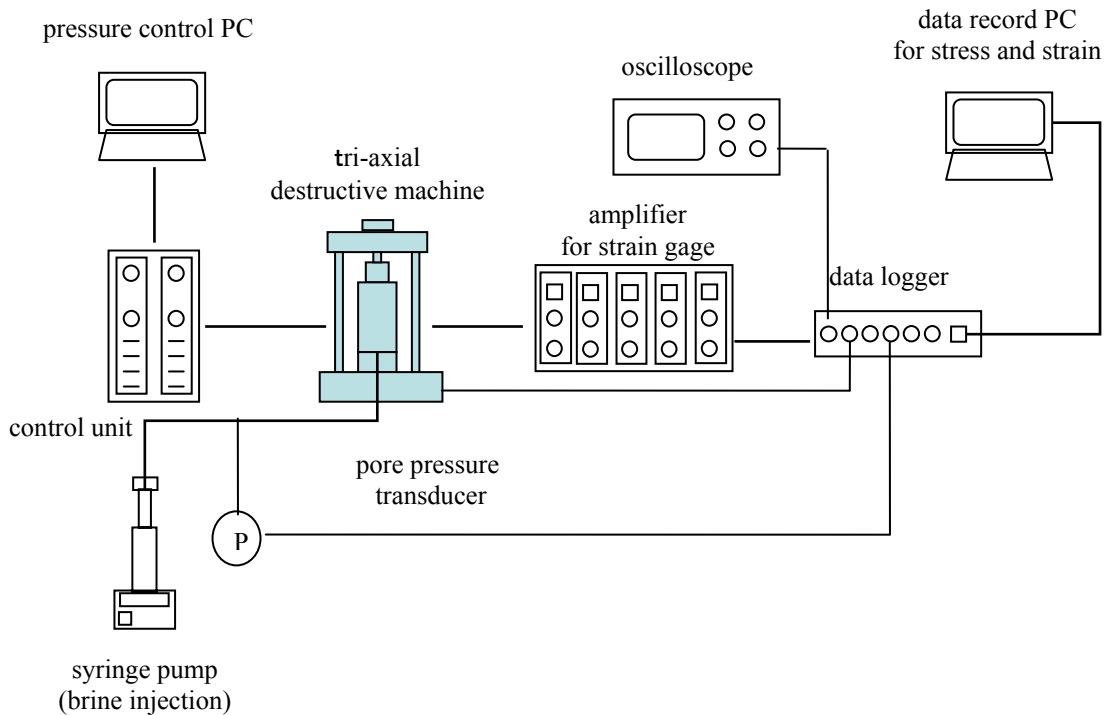 pressure control PC
data record PC
for stress and strain
oscilloscope
tri-axial
destructive machine
amplifier
for strain gage
data logger
control unit
pore pressure
transducer
P
syringe pump
(brine injection)